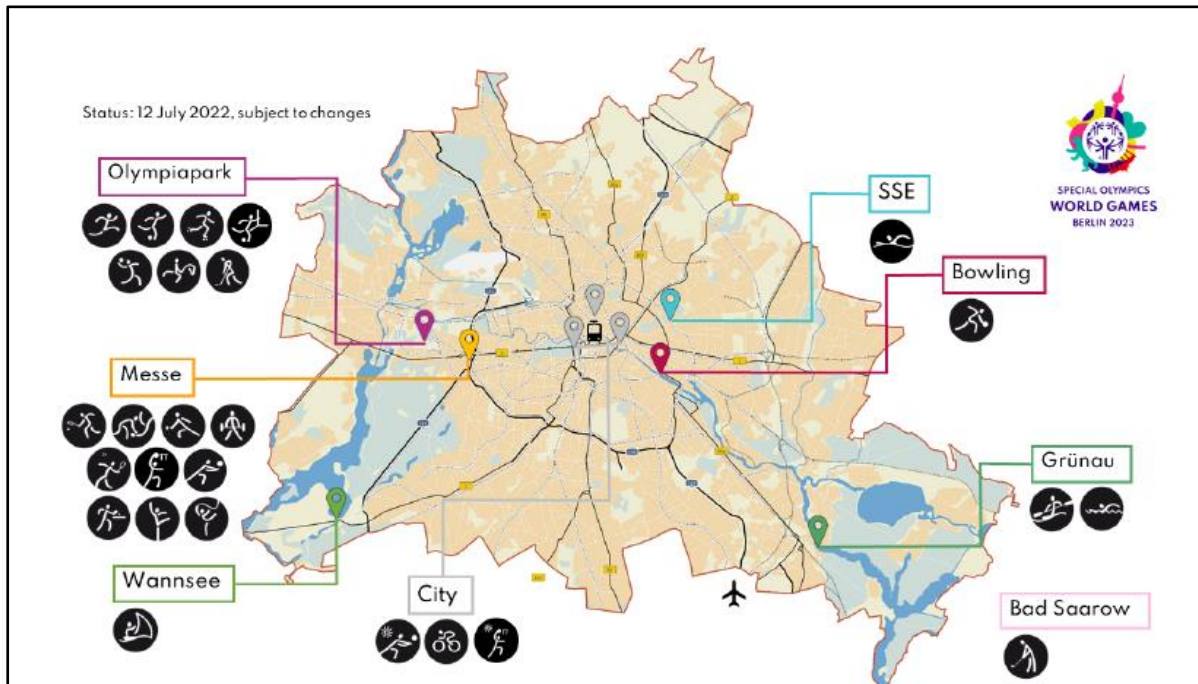 Status: 12 July 2022, subject to changes
Olympiapark
SSE
SPECIAL OLYMPICS
WORLD GAMES
BERLIN 2023
Bowling
Messe
Grünau
Wannsee
City
Bad Saarow